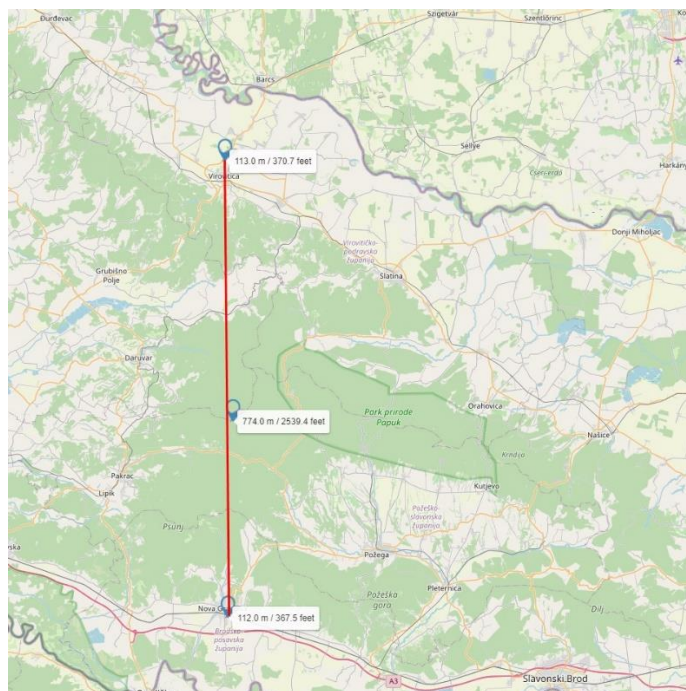 Đurđevac
Szigetvár
Szentlőrinc
Barcs
Sellye
113.0 m / 370.7 feet
Virovitica
Harkány
Donji Miholjac
Virovitičko
podravska
županija
Grubišno
Polje
Slatina
Daruvar
Orahovica
Park prirode
Papuk
774.0 m / 2539.4 feet
Našice
Krndija
Pakrac
Kutjevo
Lipik
Požeško
slavonska
županija
Psunj
Požega
Pleternica
Požeška
gora
Dilj
112.0 m / 367.5 feet
Brodsko
posavska
županija
A3
Slavonski Brod